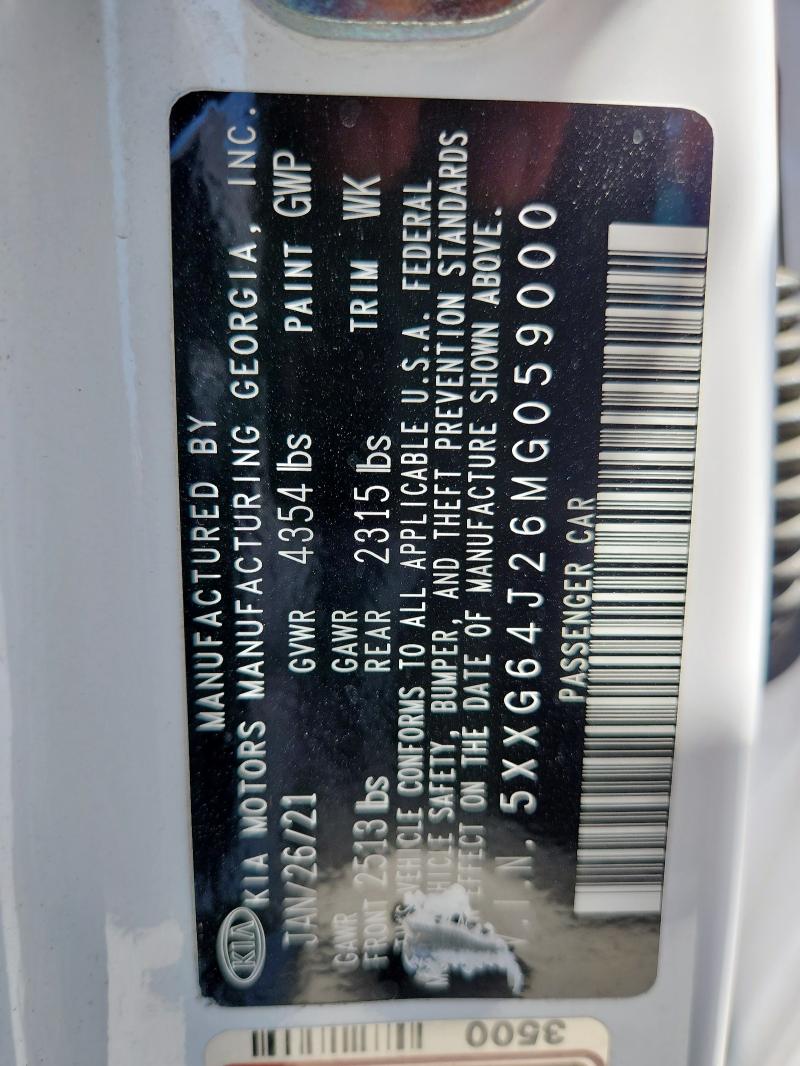 MANUFACTURED BY
KIA KIA MOTORS MANUFACTURING GEORGIA, INC.
JAN/26/21 GVWR 4354 lbs PAINT GWP
GAWR GAWR
FRONT 2513 lbs REAR 2315 lbs TRIM WK
THIS VEHICLE CONFORMS TO ALL APPLICABLE U.S.A. FEDERAL
VEHICLE SAFETY, BUMPER, AND THEFT PREVENTION STANDARDS
EFFECT ON THE DATE OF MANUFACTURE SHOWN ABOVE.
V.I.N. 5XXG64J26MG059000
PASSENGER CAR
3500